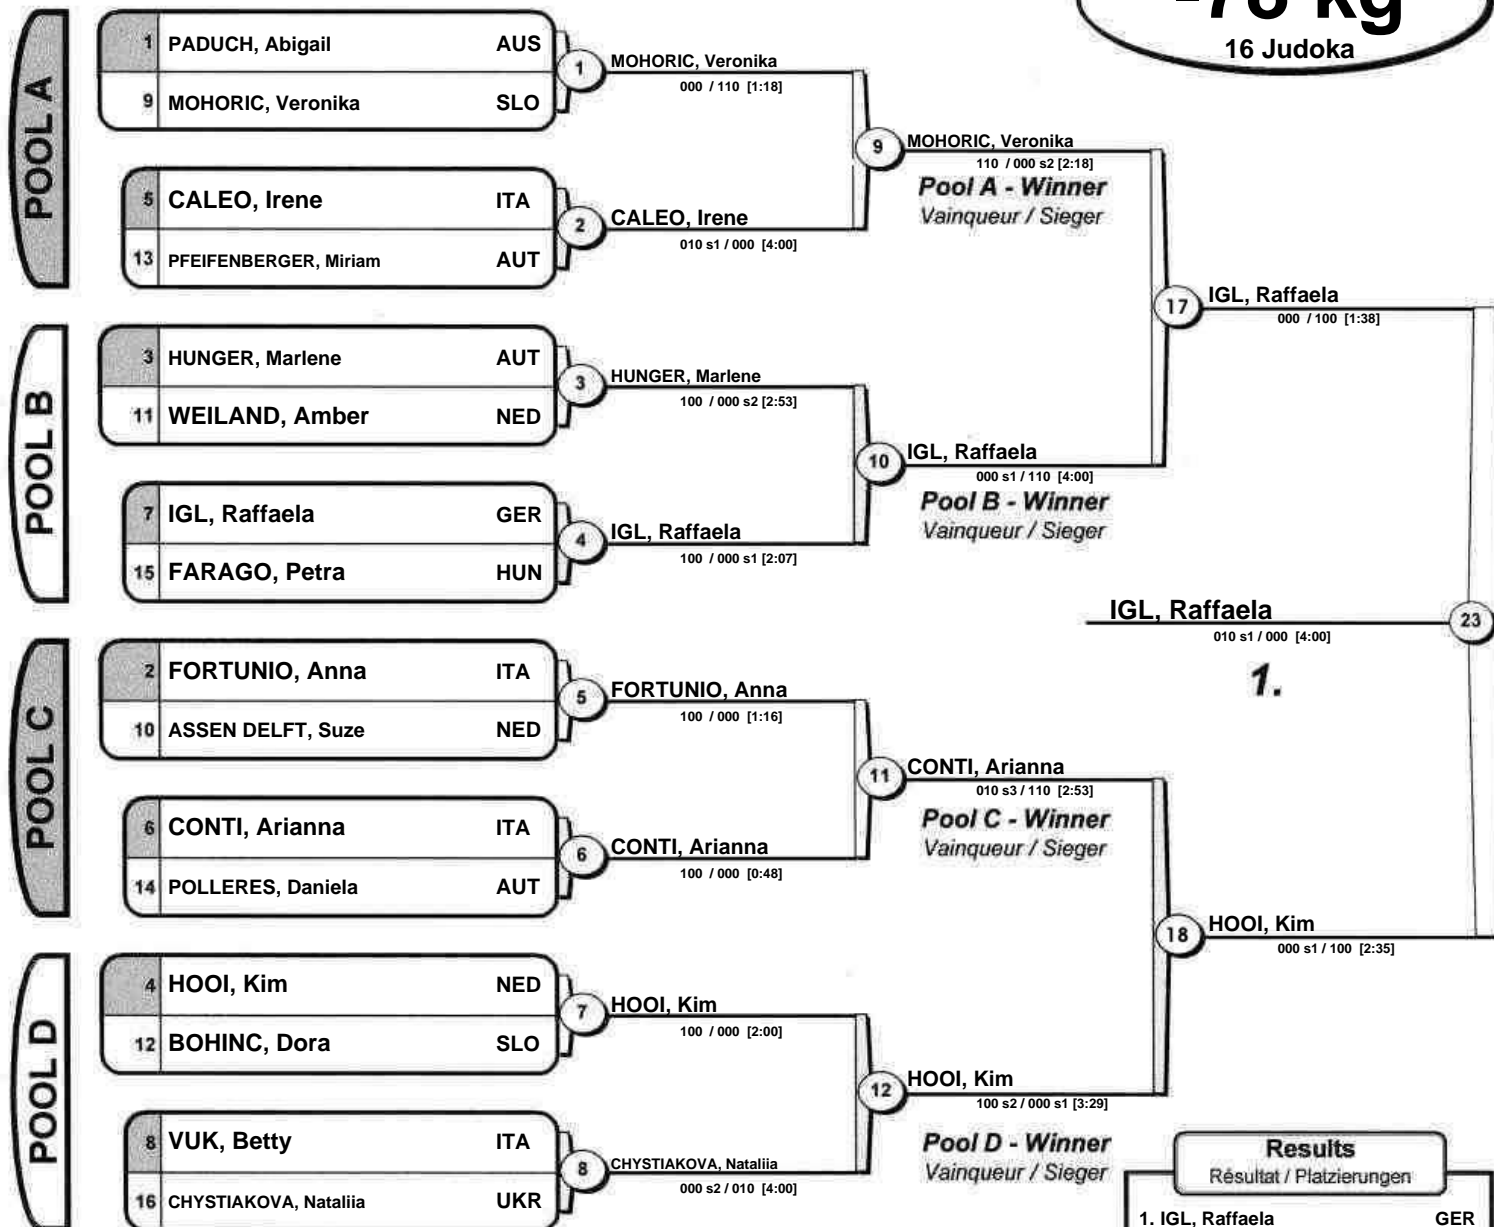 -78 kg
16 Judoka
POOL A
1 PADUCH, Abigail AUS
9 MOHORIC, Veronika SLO
1
MOHORIC, Veronika
000 / 110 [1:18]
5 CALEO, Irene ITA
13 PFEIFENBERGER, Miriam AUT
2
CALEO, Irene
010 s1 / 000 [4:00]
9
MOHORIC, Veronika
110 / 000 s2 [2:18]
Pool A - Winner
Vainqueur / Sieger
POOL B
3 HUNGER, Marlene AUT
11 WEILAND, Amber NED
3
HUNGER, Marlene
100 / 000 s2 [2:53]
7 IGL, Raffaela GER
15 FARAGO, Petra HUN
4
IGL, Raffaela
100 / 000 s1 [2:07]
10
IGL, Raffaela
000 s1 / 110 [4:00]
Pool B - Winner
Vainqueur / Sieger
17
IGL, Raffaela
000 / 100 [1:38]
IGL, Raffaela
23
010 s1 / 000 [4:00]
1.
POOL C
2 FORTUNIO, Anna ITA
10 ASSEN DELFT, Suze NED
5
FORTUNIO, Anna
100 / 000 [1:16]
6 CONTI, Arianna ITA
14 POLLERES, Daniela AUT
6
CONTI, Arianna
100 / 000 [0:48]
11
CONTI, Arianna
010 s3 / 110 [2:53]
Pool C - Winner
Vainqueur / Sieger
POOL D
4 HOOI, Kim NED
12 BOHINC, Dora SLO
7
HOOI, Kim
100 / 000 [2:00]
8 VUK, Betty ITA
16 CHYSTIAKOVA, Nataliia UKR
8
CHYSTIAKOVA, Nataliia
000 s2 / 010 [4:00]
12
HOOI, Kim
100 s2 / 000 s1 [3:29]
Pool D - Winner
Vainqueur / Sieger
18
HOOI, Kim
000 s1 / 100 [2:35]
Results
Résultat / Platzierungen
1. IGL, Raffaela GER